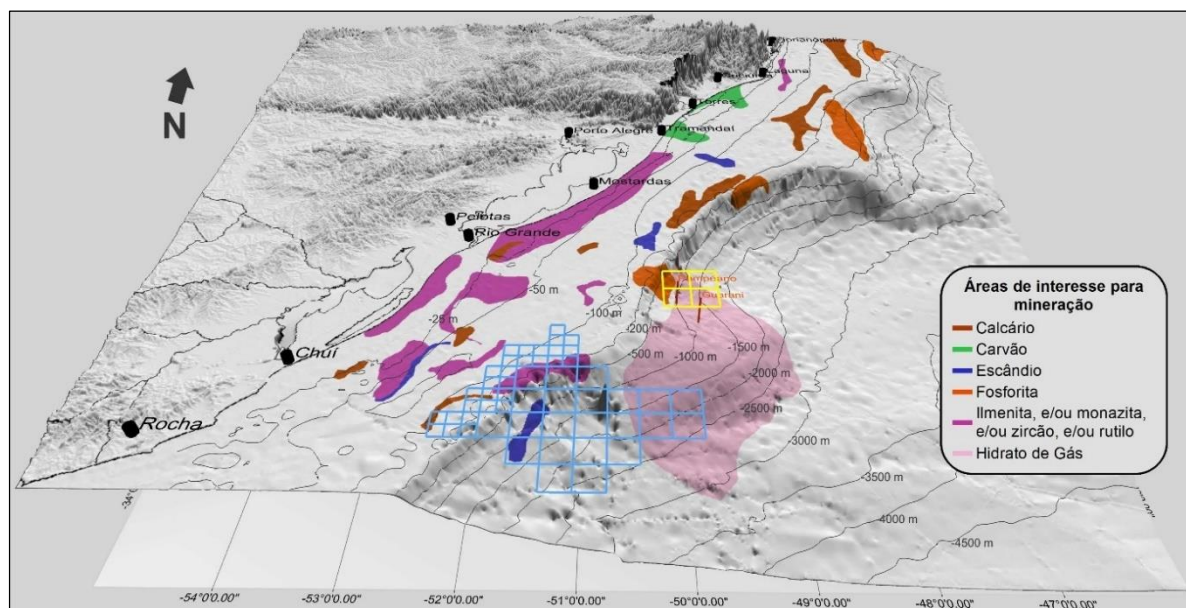 Laguna
Torres
Porto Alegre
Tramandaí
Mostardas
Pelotas
Rio Grande
Chuí
Rocha
N
-25 m
-50 m
-100 m
-200 m
-500 m
-1000 m
-1500 m
-2000 m
-2500 m
-3000 m
-3500 m
-4000 m
-4500 m
Guarani
Áreas de interesse para
mineração
Calcário
Carvão
Escândio
Fosforita
Ilmenita, e/ou monazita,
e/ou zircão, e/ou rutilo
Hidrato de Gás
-54°0'0.00"
-53°0'0.00"
-52°0'0.00"
-51°0'0.00"
-50°0'0.00"
-49°0'0.00"
-48°0'0.00"
-47°0'0.00"